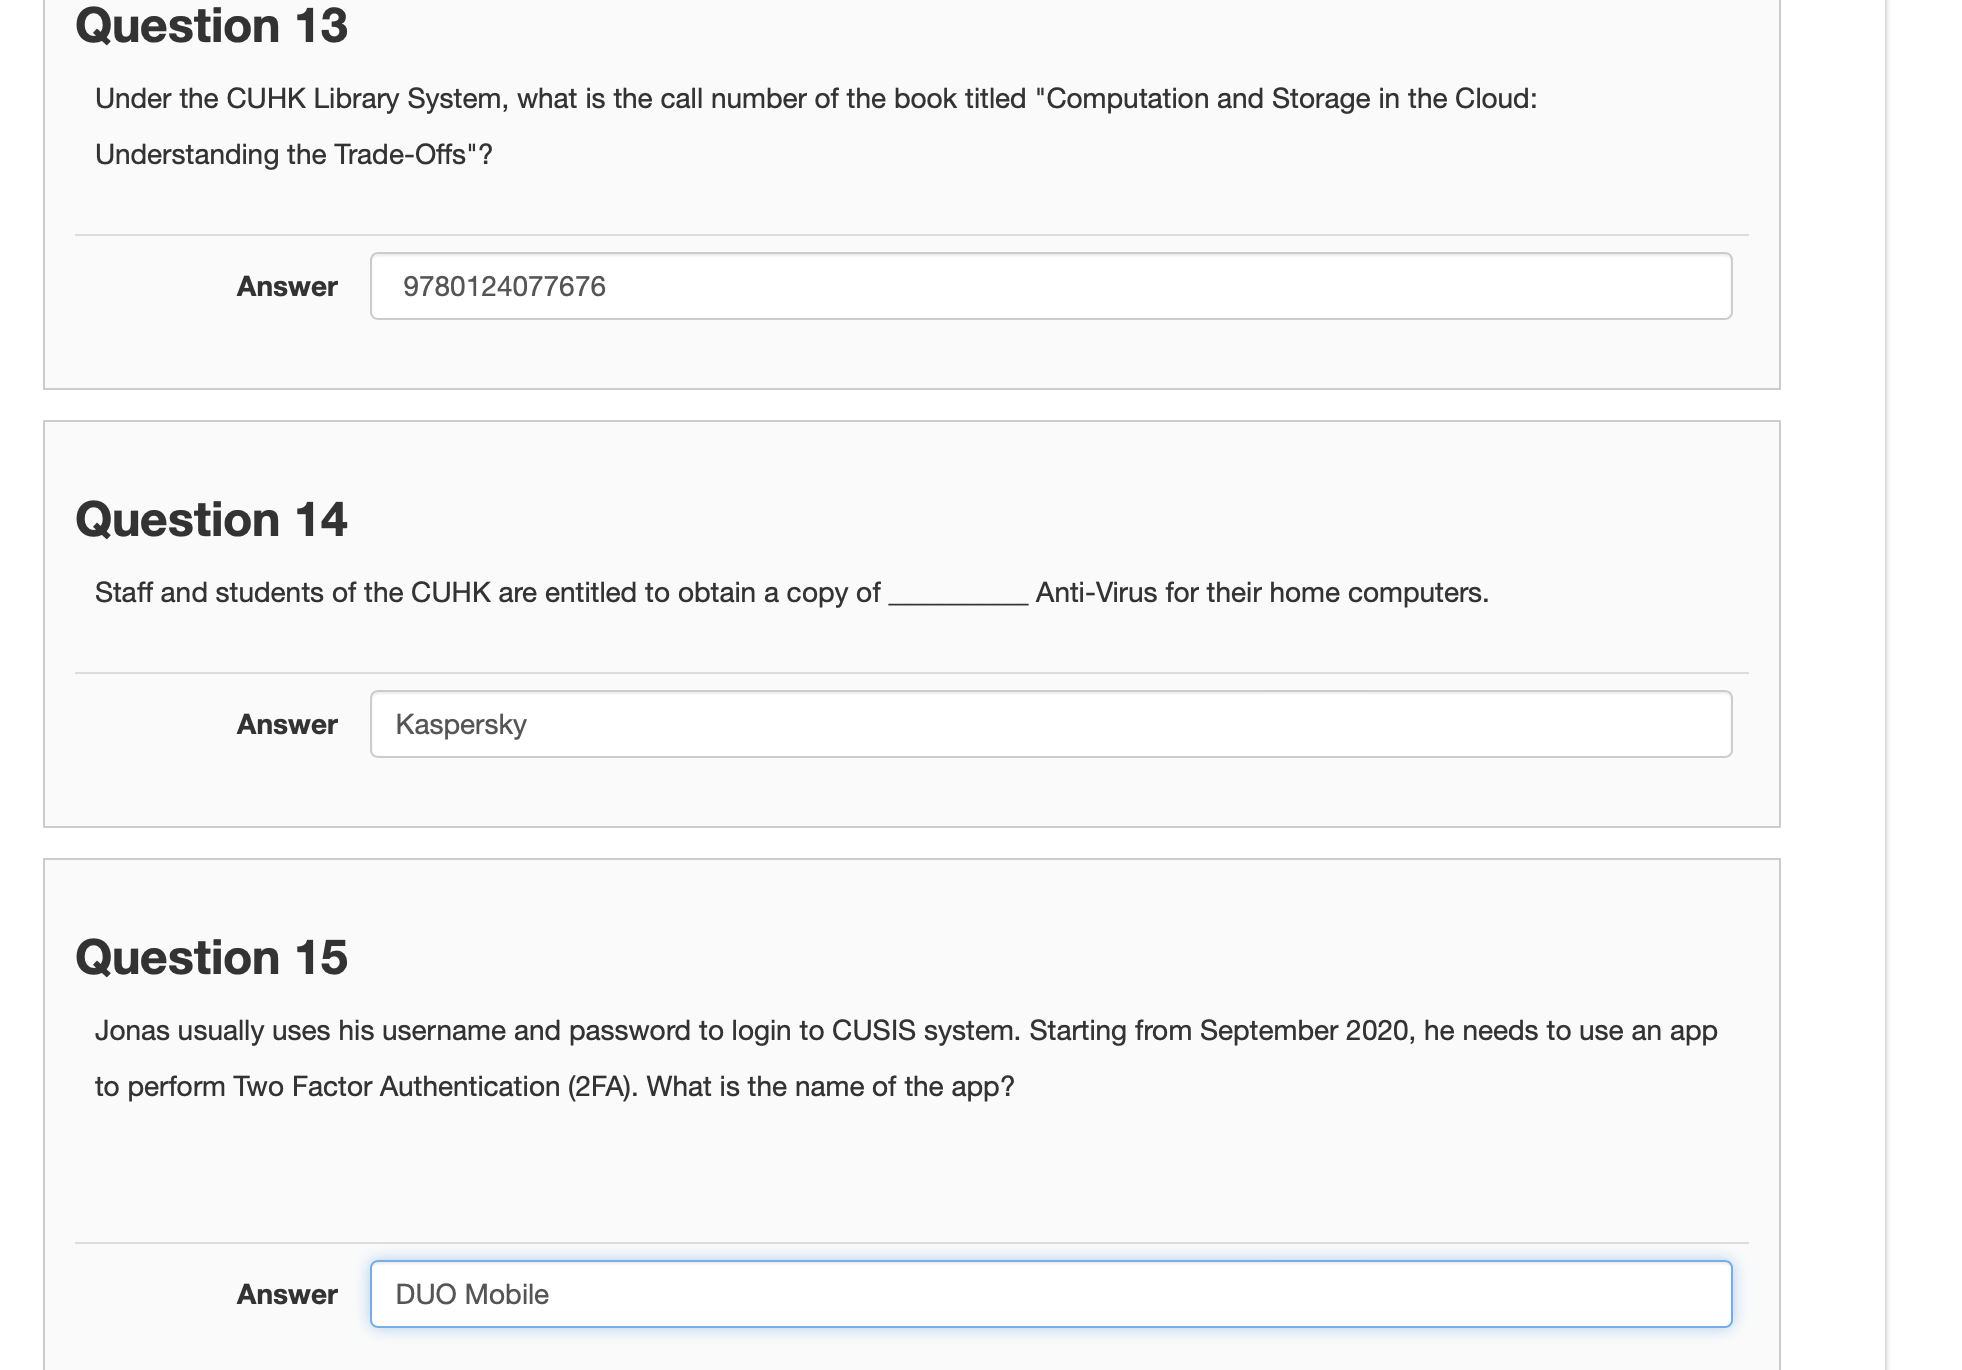 Question 13
Under the CUHK Library System, what is the call number of the book titled "Computation and Storage in the Cloud:
Understanding the Trade-Offs"?
Answer 9780124077676
Question 14
Staff and students of the CUHK are entitled to obtain a copy of __________ Anti-Virus for their home computers.
Answer Kaspersky
Question 15
Jonas usually uses his username and password to login to CUSIS system. Starting from September 2020, he needs to use an app
to perform Two Factor Authentication (2FA). What is the name of the app?
Answer DUO Mobile